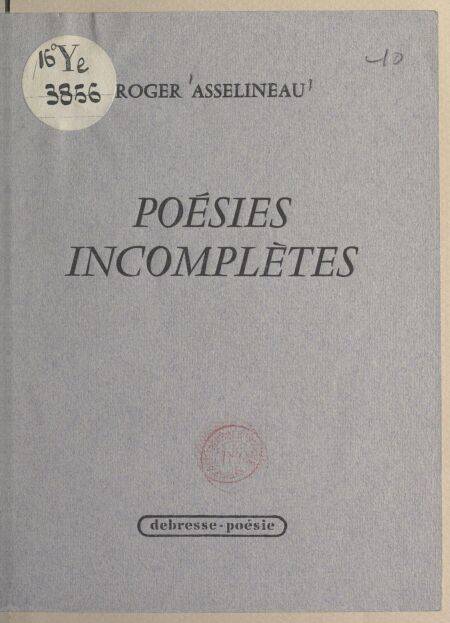 16° Ye
3856
10
ROGER ASSELINEAU
POÉSIES
INCOMPLÈTES
debresse-poésie